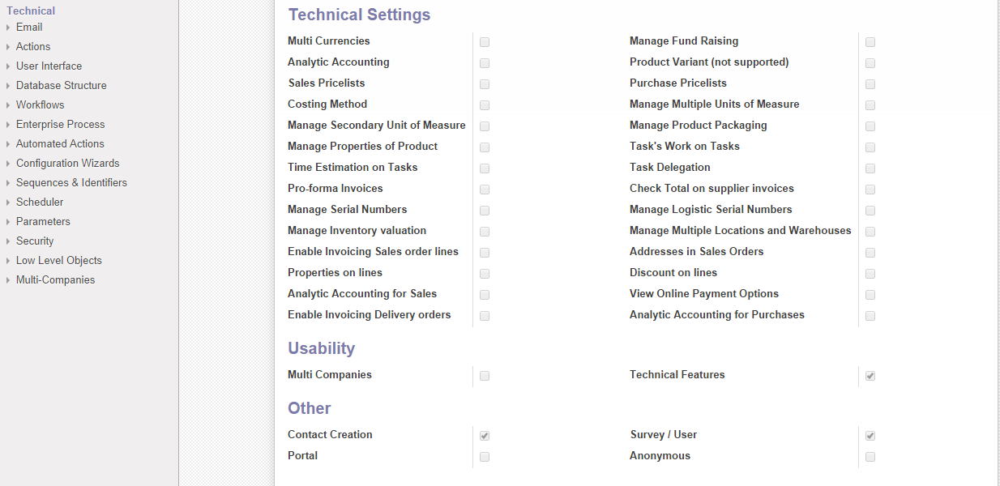 Technical
Email
Actions
User Interface
Database Structure
Workflows
Enterprise Process
Automated Actions
Configuration Wizards
Sequences & Identifiers
Scheduler
Parameters
Security
Low Level Objects
Multi-Companies
Technical Settings
Multi Currencies Manage Fund Raising
Analytic Accounting Product Variant (not supported)
Sales Pricelists Purchase Pricelists
Costing Method Manage Multiple Units of Measure
Manage Secondary Unit of Measure Manage Product Packaging
Manage Properties of Product Task's Work on Tasks
Time Estimation on Tasks Task Delegation
Pro-forma Invoices Check Total on supplier invoices
Manage Serial Numbers Manage Logistic Serial Numbers
Manage Inventory valuation Manage Multiple Locations and Warehouses
Enable Invoicing Sales order lines Addresses in Sales Orders
Properties on lines Discount on lines
Analytic Accounting for Sales View Online Payment Options
Enable Invoicing Delivery orders Analytic Accounting for Purchases
Usability
Multi Companies Technical Features
Other
Contact Creation Survey / User
Portal Anonymous